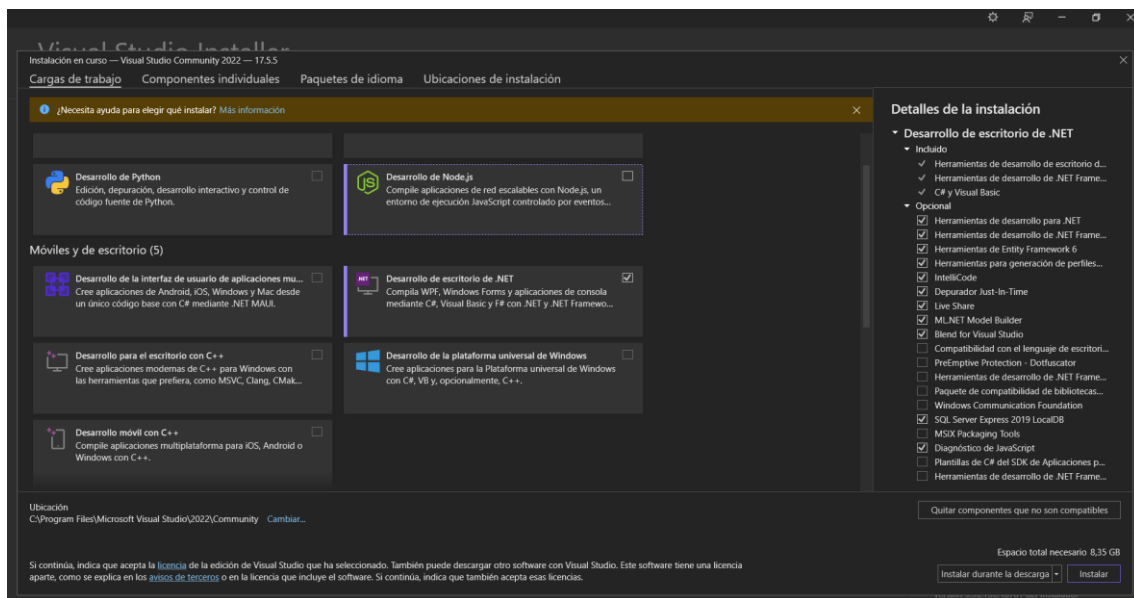 Visual Studio Installer
Instalación en curso — Visual Studio Community 2022 — 17.5.5
Cargas de trabajo
Componentes individuales
Paquetes de idioma
Ubicaciones de instalación
¿Necesita ayuda para elegir qué instalar? Más información
Desarrollo de Python
Edición, depuración, desarrollo interactivo y control de
código fuente de Python.
JS
Desarrollo de Node.js
Compile aplicaciones de red escalables con Node.js, un
entorno de ejecución JavaScript controlado por eventos...
Móviles y de escritorio (5)
Desarrollo de la interfaz de usuario de aplicaciones mu...
Cree aplicaciones de Android, iOS, Windows y Mac desde
un único código base con C# mediante .NET MAUI.
.NET
Desarrollo de escritorio de .NET
Compila WPF, Windows Forms y aplicaciones de consola
mediante C#, Visual Basic y F# con .NET y .NET Framewo...
Desarrollo para el escritorio con C++
Cree aplicaciones modernas de C++ para Windows con
las herramientas que prefiera, como MSVC, Clang, CMak...
Desarrollo de la plataforma universal de Windows
Cree aplicaciones para la Plataforma universal de Windows
con C#, VB y, opcionalmente, C++.
Desarrollo móvil con C++
Compile aplicaciones multiplataforma para iOS, Android o
Windows con C++.
Detalles de la instalación
Desarrollo de escritorio de .NET
Incluido
Herramientas de desarrollo de escritorio d...
Herramientas de desarrollo de .NET Frame...
C# y Visual Basic
Opcional
Herramientas de desarrollo para .NET
Herramientas de desarrollo de .NET Frame...
Herramientas de Entity Framework 6
Herramientas para generación de perfiles...
IntelliCode
Depurador Just-In-Time
Live Share
ML.NET Model Builder
Blend for Visual Studio
Compatibilidad con el lenguaje de escritori...
PreEmptive Protection - Dotfuscator
Herramientas de desarrollo de .NET Frame...
Paquete de compatibilidad de bibliotecas...
Windows Communication Foundation
SQL Server Express 2019 LocalDB
MSIX Packaging Tools
Diagnóstico de JavaScript
Plantillas de C# del SDK de Aplicaciones p...
Herramientas de desarrollo de .NET Frame...
Ubicación
C:\Program Files\Microsoft Visual Studio\2022\Community Cambiar...
Quitar componentes que no son compatibles
Espacio total necesario 8,35 GB
Si continúa, indica que acepta la licencia de la edición de Visual Studio que ha seleccionado. También puede descargar otro software con Visual Studio. Este software tiene una licencia
aparte, como se explica en los avisos de terceros o en la licencia que incluye el software. Si continúa, indica que también acepta esas licencias.
Instalar durante la descarga
Instalar